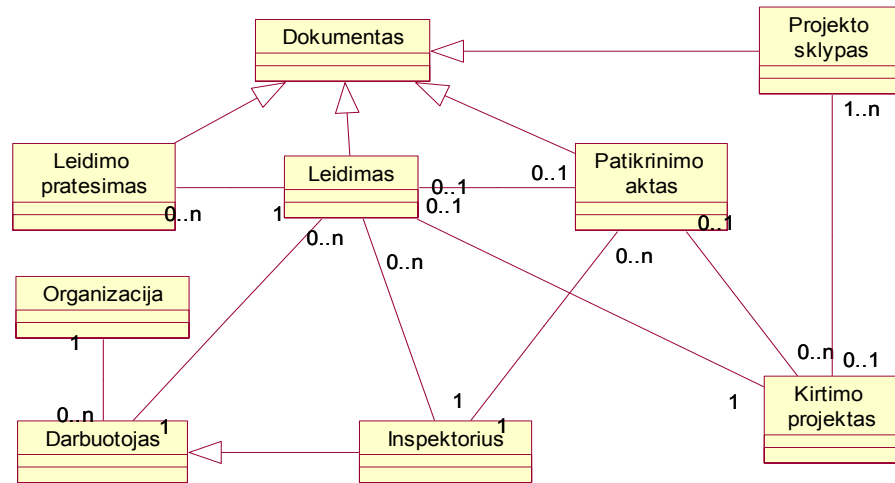 Dokumentas
Projekto
sklypas
1..n
Leidimo
pratesimas
Leidimas
Patikrinimo
aktas
0..n
1
0..1
0..1
0..1
0..1
0..n
0..n
0..n
Organizacija
1
0..n
1
1
1
0..n
0..1
1
Darbuotojas
Inspektorius
Kirtimo
projektas